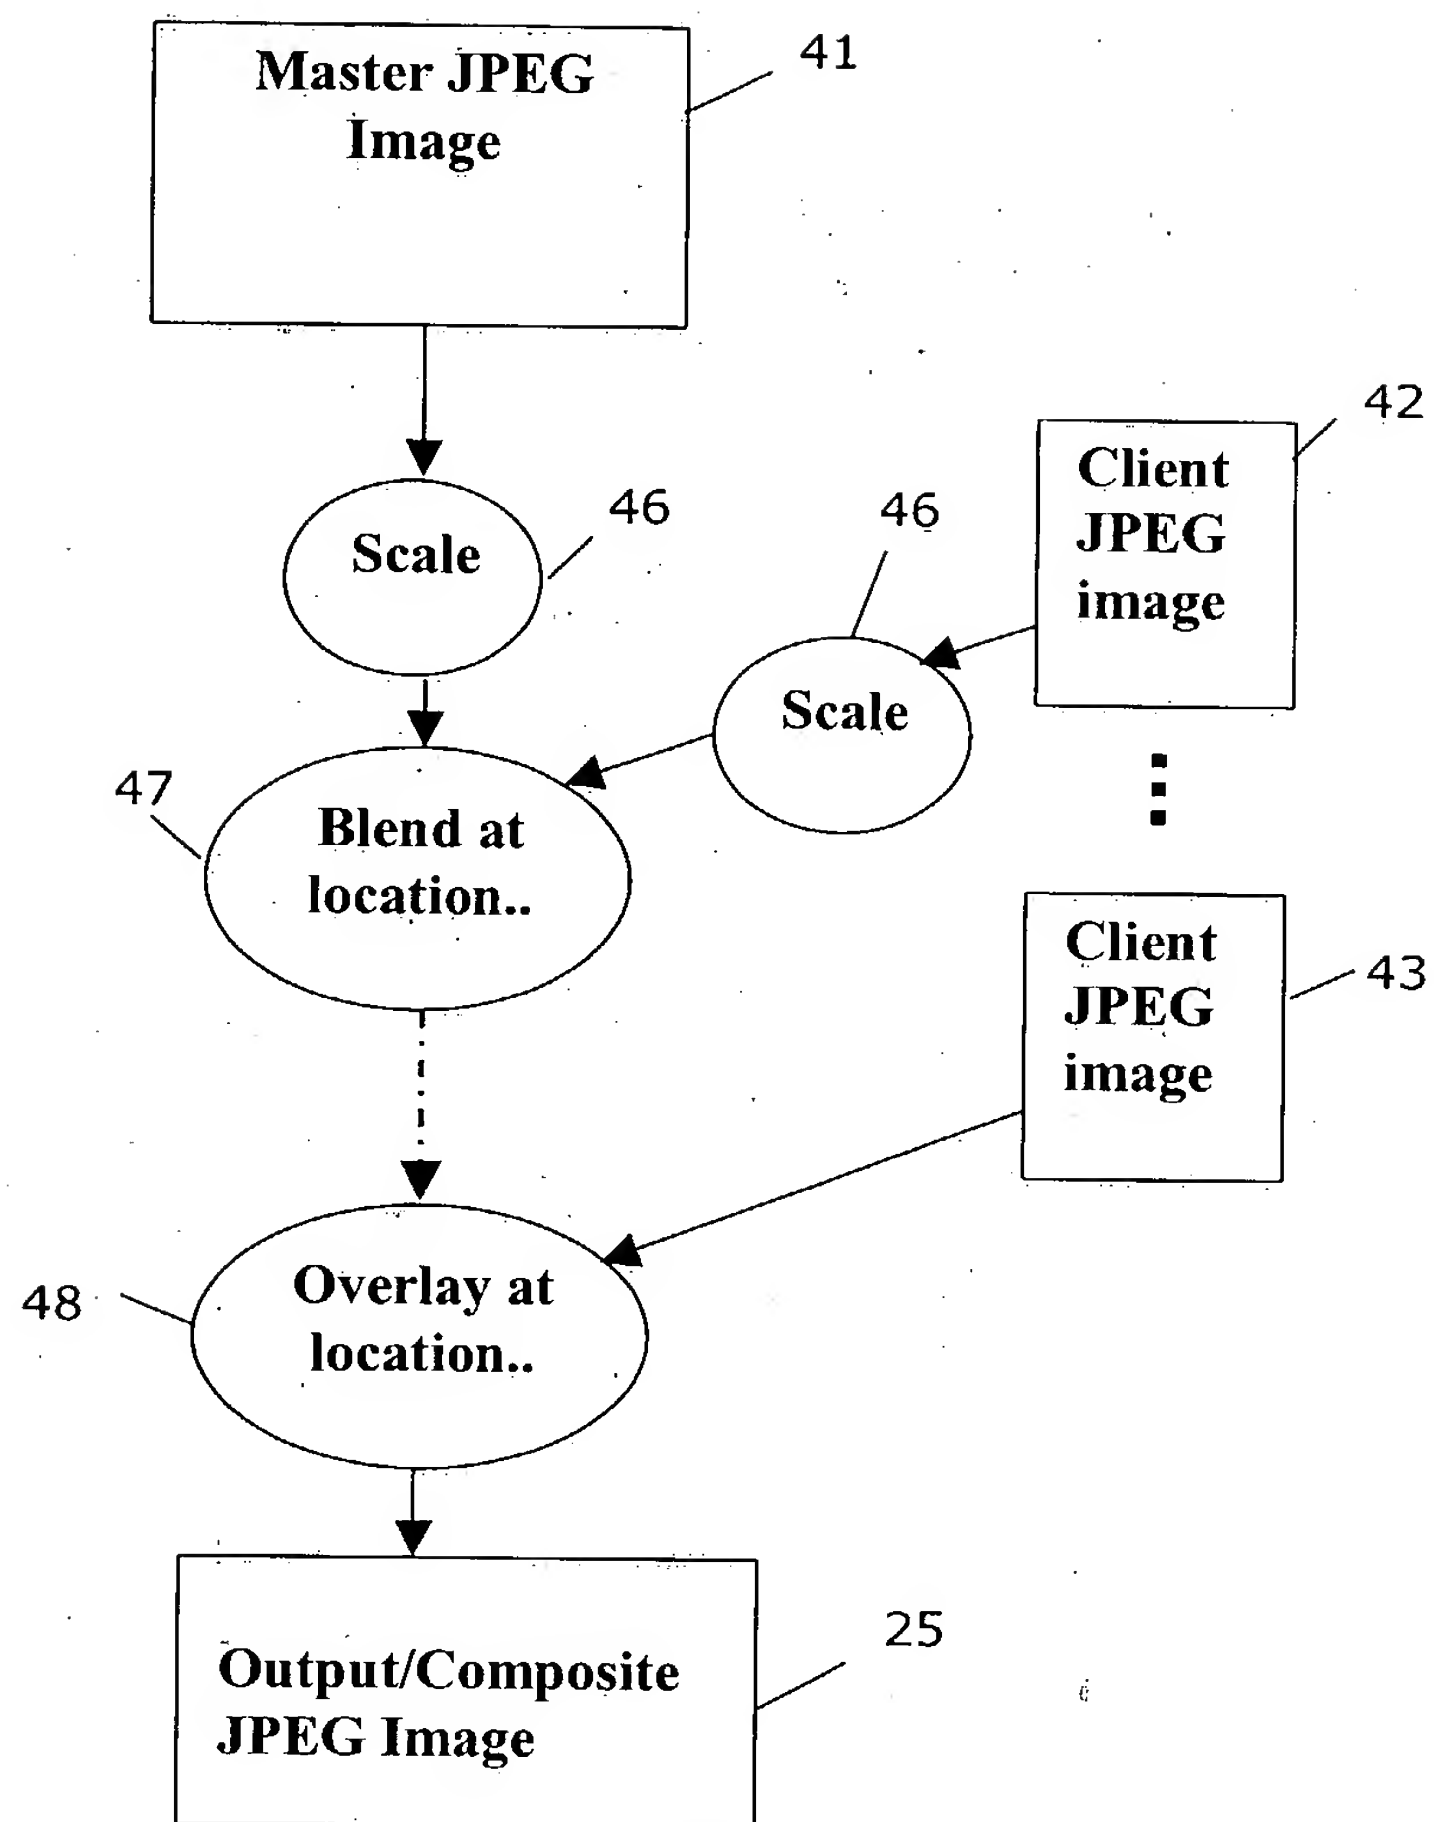 Master JPEG
Image
41
42
Client
JPEG
image
46
Scale
46
Scale
47
Blend at
location..
Client
JPEG
image
43
48
Overlay at
location..
25
Output/Composite
JPEG Image